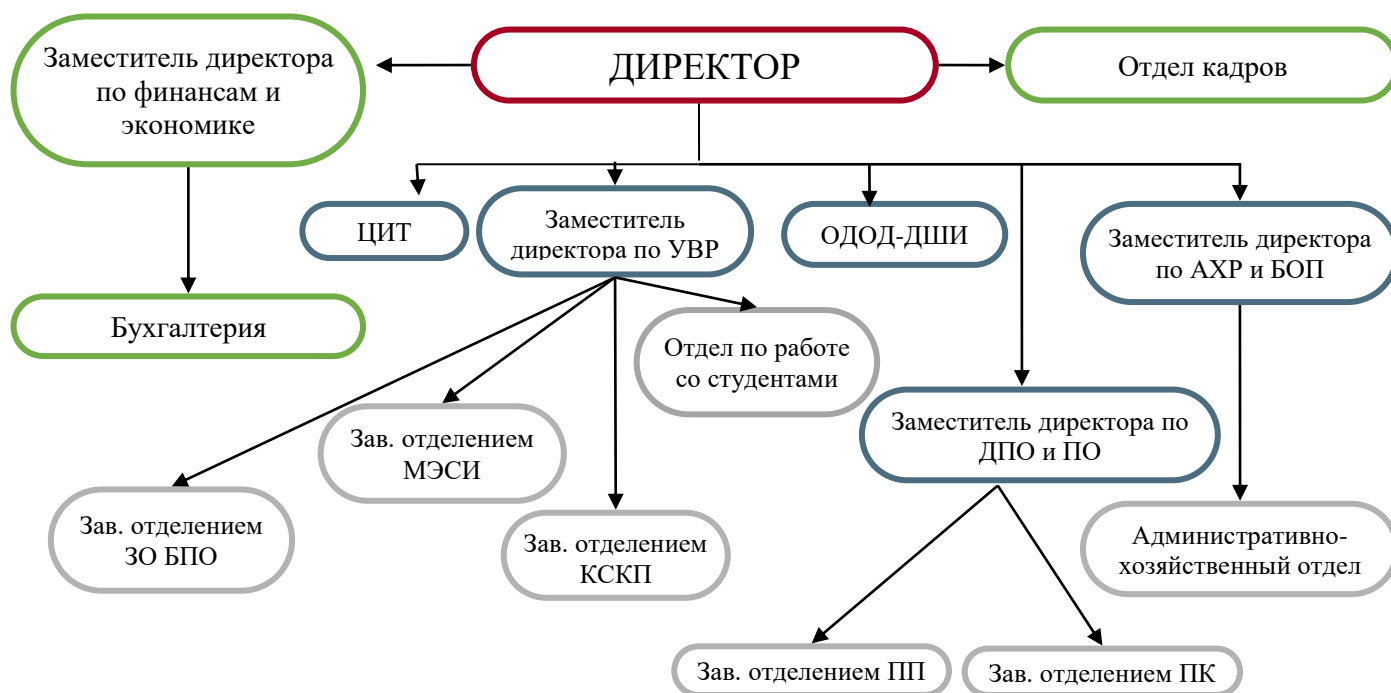 Заместитель директора
по финансам и
экономике
ДИРЕКТОР
Отдел кадров
ЦИТ
Заместитель
директора по УВР
ОДОД-ДШИ
Заместитель директора
по АХР и БОП
Бухгалтерия
Отдел по работе
со студентами
Зав. отделением
МЭСИ
Заместитель директора по
ДПО и ПО
Зав. отделением
ЗО БПО
Зав. отделением
КСКП
Административно-
хозяйственный отдел
Зав. отделением ПП
Зав. отделением ПК